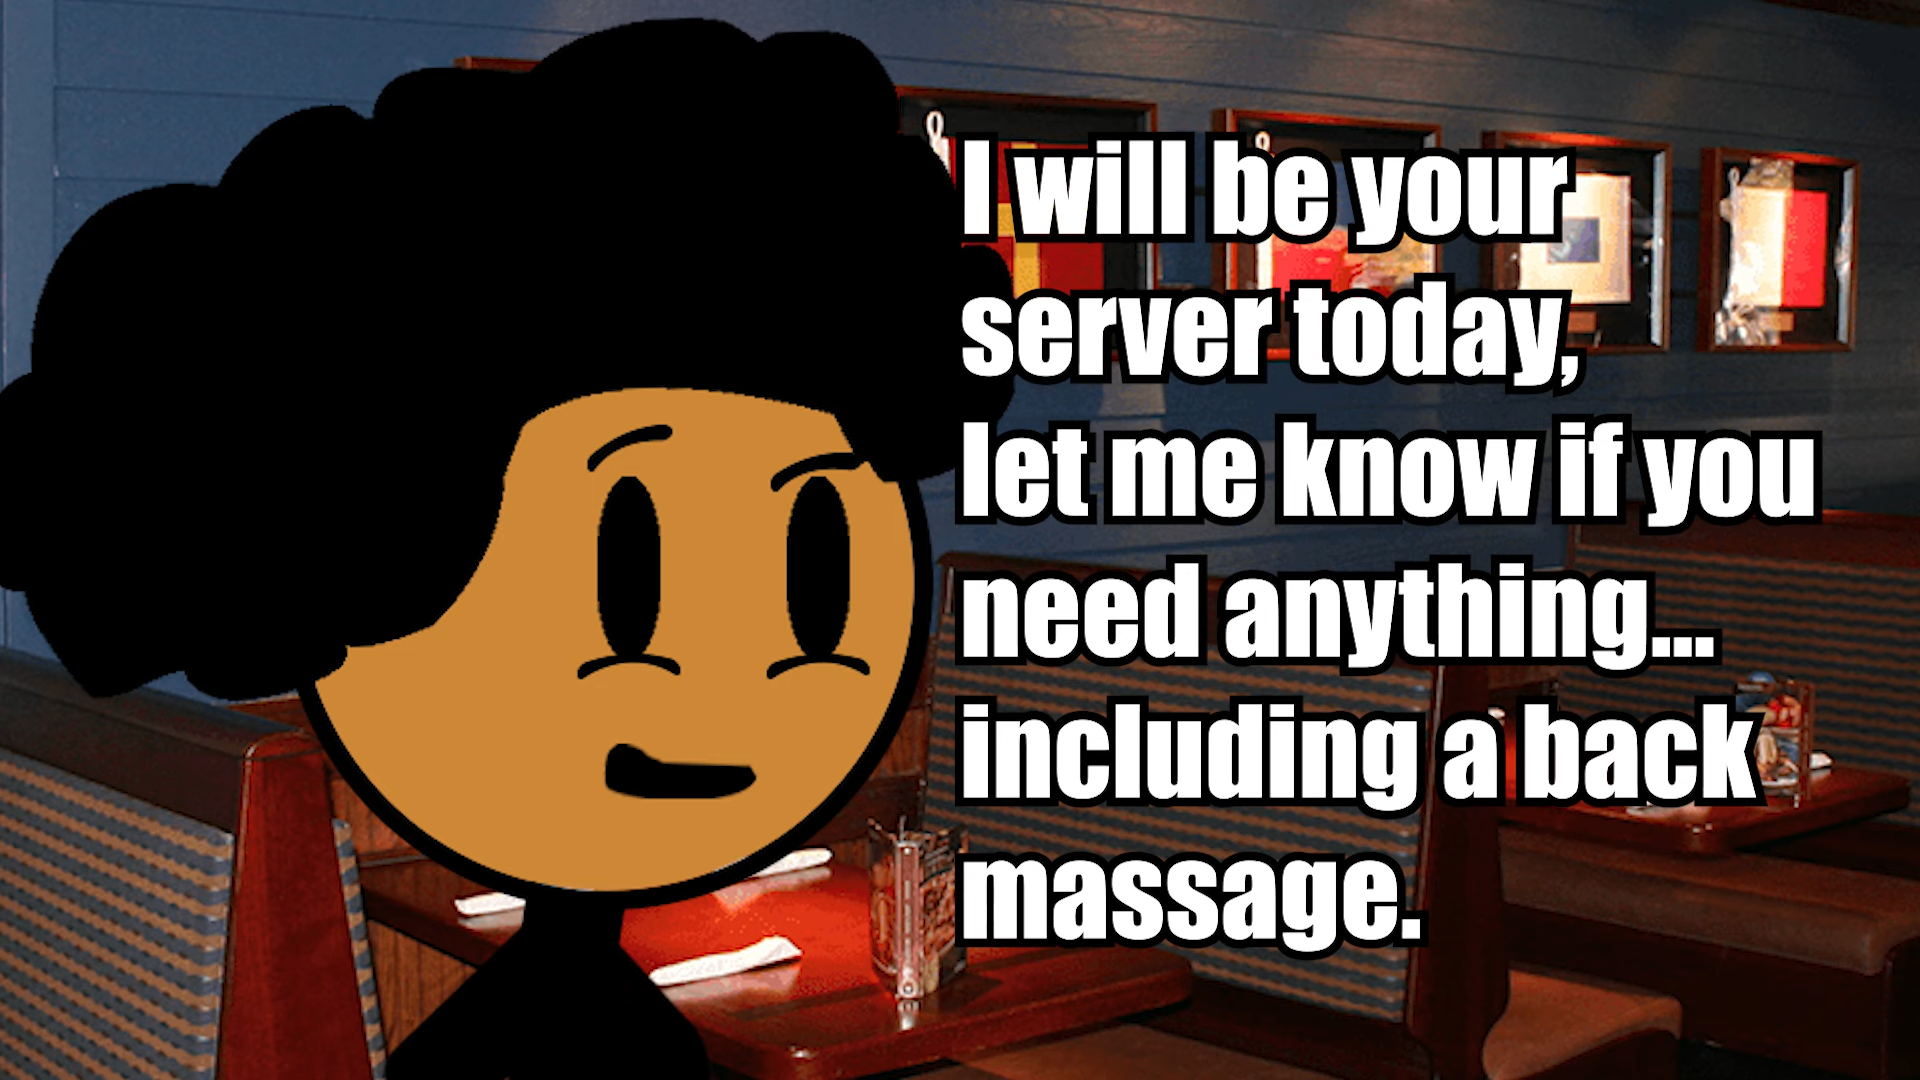 I will be your
server today,
let me know if you
need anything...
including a back
massage.